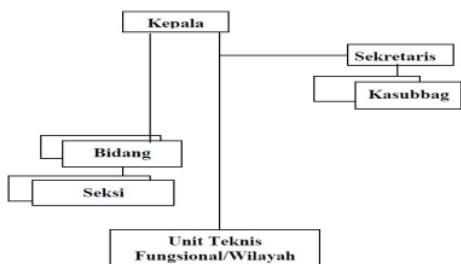 Kepala
Sekretaris
Kasubbag
Bidang
Seksi
Unit Teknis
Fungsional/Wilayah